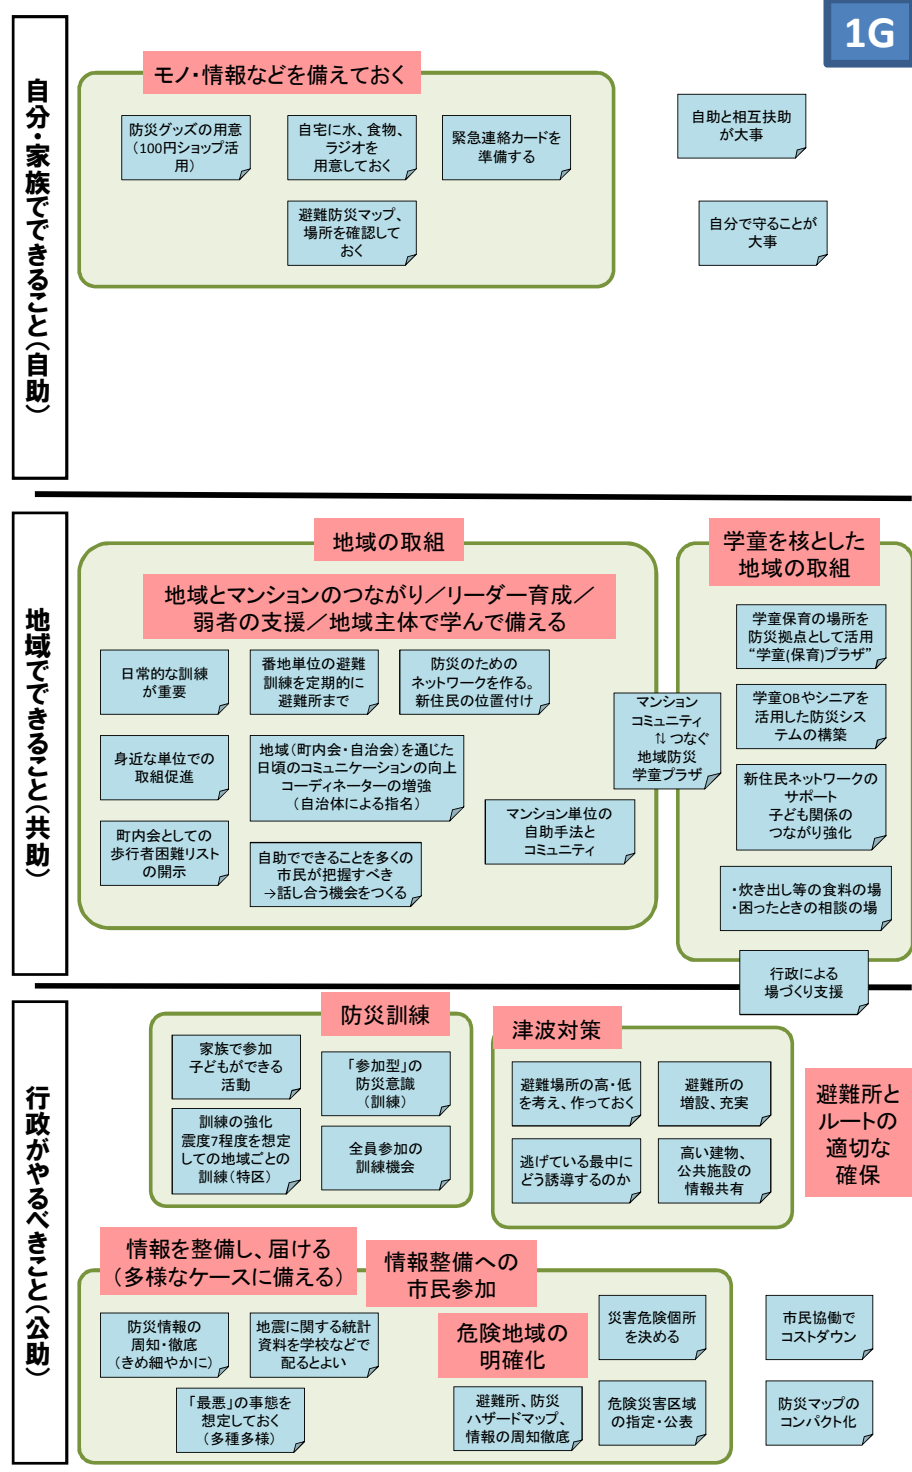 1G
自分・家族でできること(自助)
モノ・情報などを備えておく
防災グッズの用意
(100円ショップ活
用)
自宅に水、食物、
ラジオを
用意しておく
緊急連絡カードを
準備する
避難防災マップ、
場所を確認して
おく
自助と相互扶助
が大事
自分で守ることが
大事
地域でできること(共助)
地域の取組
地域とマンションのつながり/リーダー育成/
弱者の支援/地域主体で学んで備える
日常的な訓練
が重要
番地単位の避難
訓練を定期的に
避難所まで
防災のための
ネットワークを作る。
新住民の位置付け
身近な単位での
取組促進
地域(町内会・自治会)を通じた
日頃のコミュニケーションの向上
コーディネーターの増強
(自治体による指名)
町内会としての
歩行者困難リスト
の開示
自助でできることを多くの
市民が把握すべき
→話し合う機会をつくる
マンション単位の
自助手法と
コミュニティ
マンション
コミュニティ
⇅ つなぐ
地域防災
学童プラザ
学童を核とした
地域の取組
学童保育の場所を
防災拠点として活用
“学童(保育)プラザ”
学童OBやシニアを
活用した防災シス
テムの構築
新住民ネットワークの
サポート
子ども関係の
つながり強化
・炊き出し等の食料の場
・困ったときの相談の場
行政による
場づくり支援
行政がやるべきこと(公助)
防災訓練
家族で参加
子どもができる
活動
「参加型」の
防災意識
(訓練)
訓練の強化
震度7程度を想定
しての地域ごとの
訓練(特区)
全員参加の
訓練機会
津波対策
避難場所の高・低
を考え、作っておく
避難所の
増設、充実
逃げている最中に
どう誘導するのか
高い建物、
公共施設の
情報共有
避難所と
ルートの
適切な
確保
情報を整備し、届ける
(多様なケースに備える)
情報整備への
市民参加
防災情報の
周知・徹底
(きめ細やかに)
地震に関する統計
資料を学校などで
配るとよい
「最悪」の事態を
想定しておく
(多種多様)
危険地域の
明確化
災害危険個所
を決める
避難所、防災
ハザードマップ、
情報の周知徹底
危険災害区域
の指定・公表
市民協働で
コストダウン
防災マップの
コンパクト化